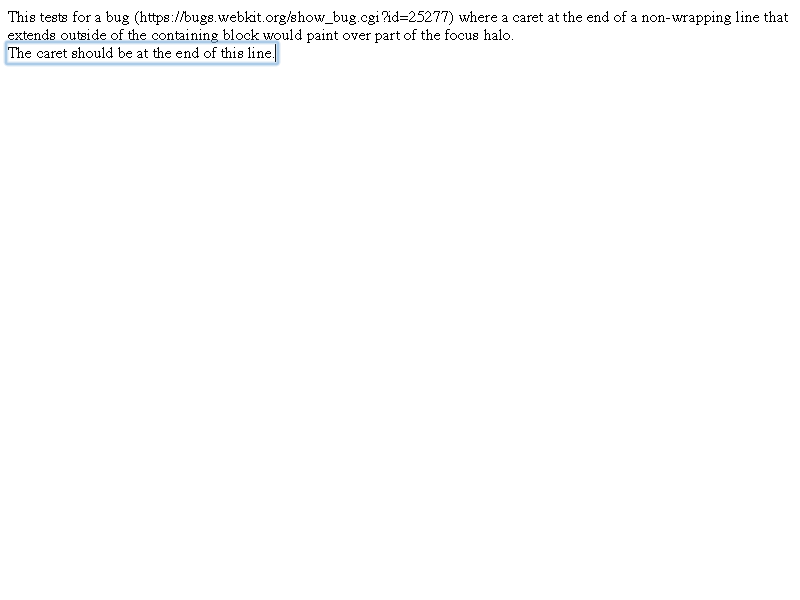 This tests for a bug (https://bugs.webkit.org/show_bug.cgi?id=25277) where a caret at the end of a non-wrapping line that
extends outside of the containing block would paint over part of the focus halo.
The caret should be at the end of this line.